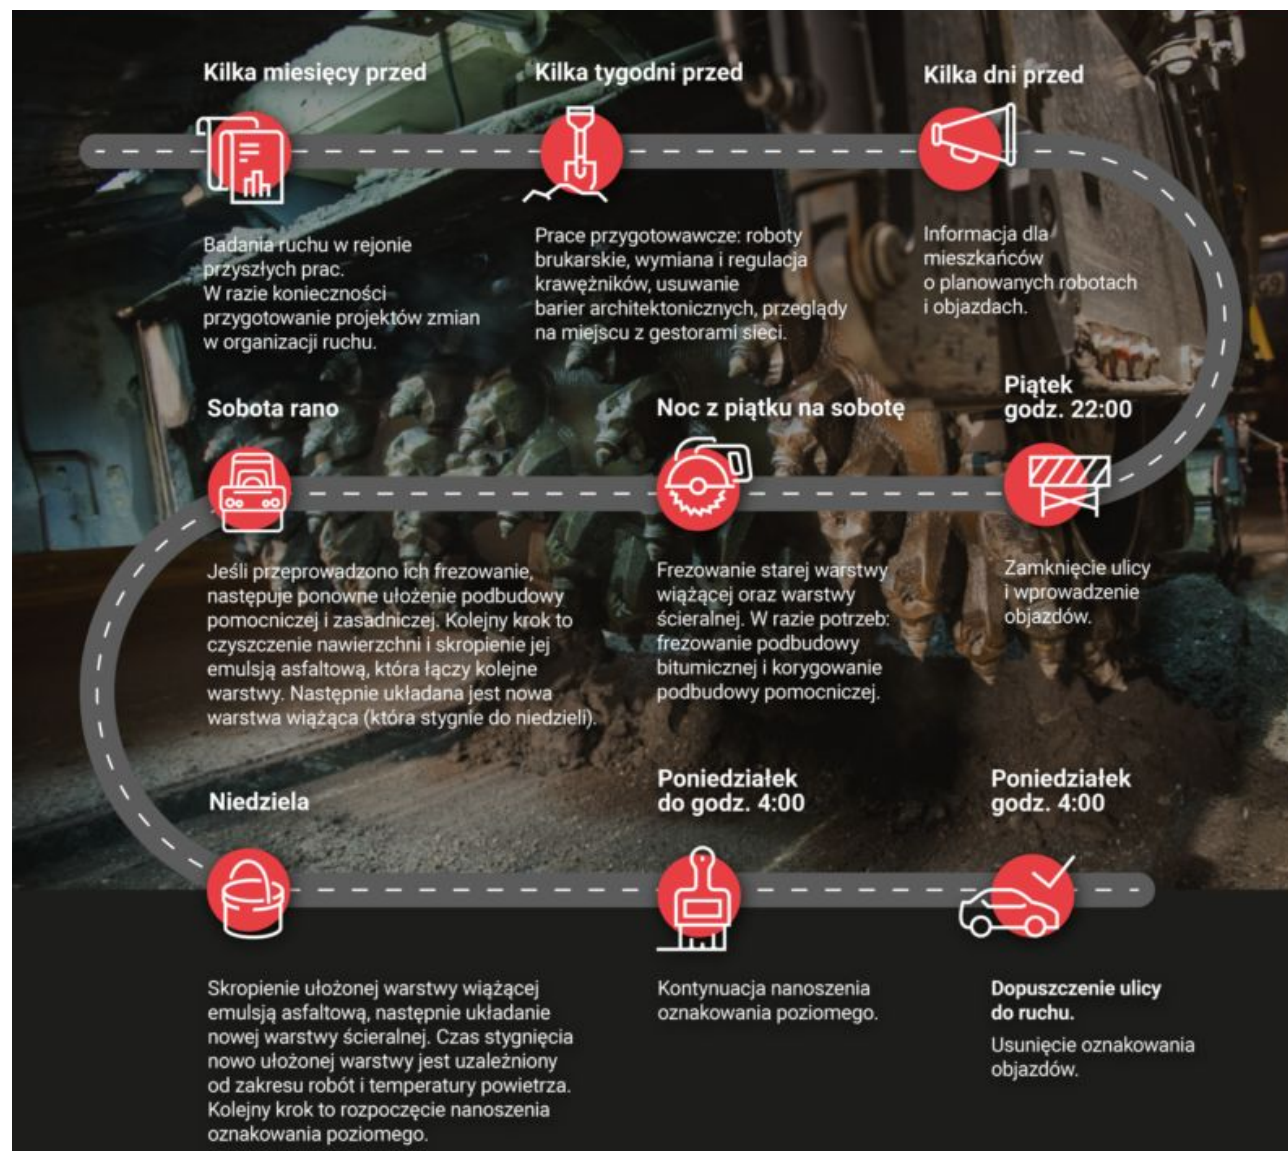 Kilka miesięcy przed
Badania ruchu w rejonie
przyszłych prac.
W razie konieczności
przygotowanie projektów zmian
w organizacji ruchu.
Kilka tygodni przed
Prace przygotowawcze: roboty
brukarskie, wymiana i regulacja
krawężników, usuwanie
barier architektonicznych, przeglądy
na miejscu z gestorami sieci.
Kilka dni przed
Informacja dla
mieszkańców
o planowanych robotach
i objazdach.
Piątek
godz. 22:00
Zamknięcie ulicy
i wprowadzenie
objazdów.
Noc z piątku na sobotę
Frezowanie starej warstwy
wiążącej oraz warstwy
ścieralnej. W razie potrzeb:
frezowanie podbudowy
bitumicznej i korygowanie
podbudowy pomocniczej.
Sobota rano
Jeśli przeprowadzono ich frezowanie,
następuje ponowne ułożenie podbudowy
pomocniczej i zasadniczej. Kolejny krok to
czyszczenie nawierzchni i skropienie jej
emulsją asfaltową, która łączy kolejne
warstwy. Następnie układana jest nowa
warstwa wiążąca (która stygnie do niedzieli).
Niedziela
Skropienie ułożonej warstwy wiążącej
emulsją asfaltową, następnie układanie
nowej warstwy ścieralnej. Czas stygnięcia
nowo ułożonej warstwy jest uzależniony
od zakresu robót i temperatury powietrza.
Kolejny krok to rozpoczęcie nanoszenia
oznakowania poziomego.
Poniedziałek
do godz. 4:00
Kontynuacja nanoszenia
oznakowania poziomego.
Poniedziałek
godz. 4:00
Dopuszczenie ulicy
do ruchu.
Usunięcie oznakowania
objazdów.